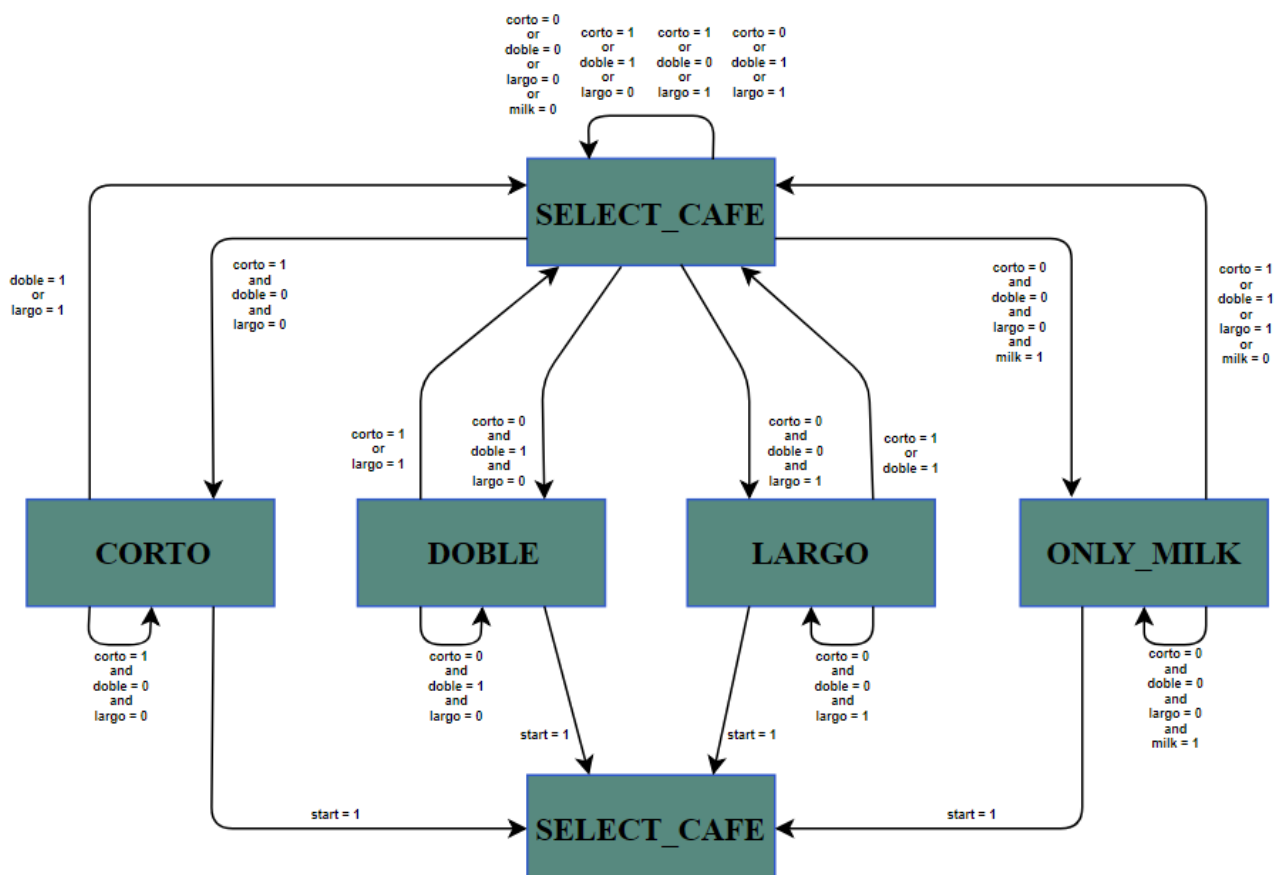 corto = 0
or
doble = 0
or
largo = 0
or
milk = 0
corto = 1
or
doble = 1
or
largo = 0
corto = 1
or
doble = 0
or
largo = 1
corto = 0
or
doble = 1
or
largo = 1
SELECT_CAFE
doble = 1
or
largo = 1
corto = 1
and
doble = 0
and
largo = 0
corto = 1
or
largo = 1
corto = 0
and
doble = 1
and
largo = 0
corto = 0
and
doble = 0
and
largo = 1
corto = 1
or
doble = 1
corto = 0
and
doble = 0
and
largo = 0
and
milk = 1
corto = 1
or
doble = 1
or
largo = 1
or
milk = 0
CORTO
DOBLE
LARGO
ONLY_MILK
corto = 1
and
doble = 0
and
largo = 0
corto = 0
and
doble = 1
and
largo = 0
corto = 0
and
doble = 0
and
largo = 1
corto = 0
and
doble = 0
and
largo = 0
and
milk = 1
start = 1
start = 1
start = 1
start = 1
SELECT_CAFE